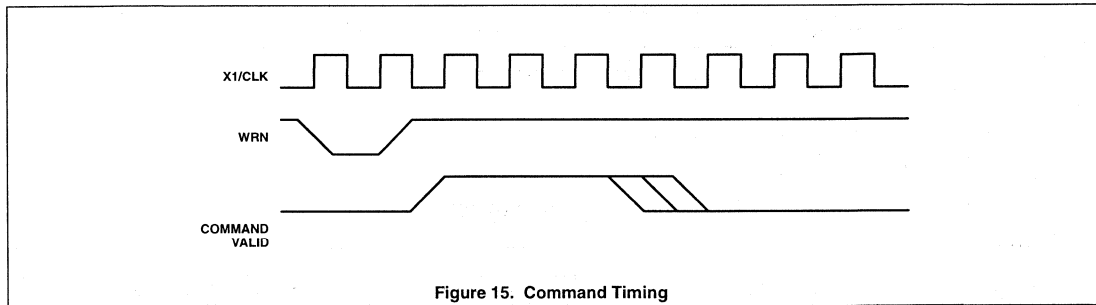 X1/CLK
WRN
COMMAND
VALID
Figure 15. Command Timing